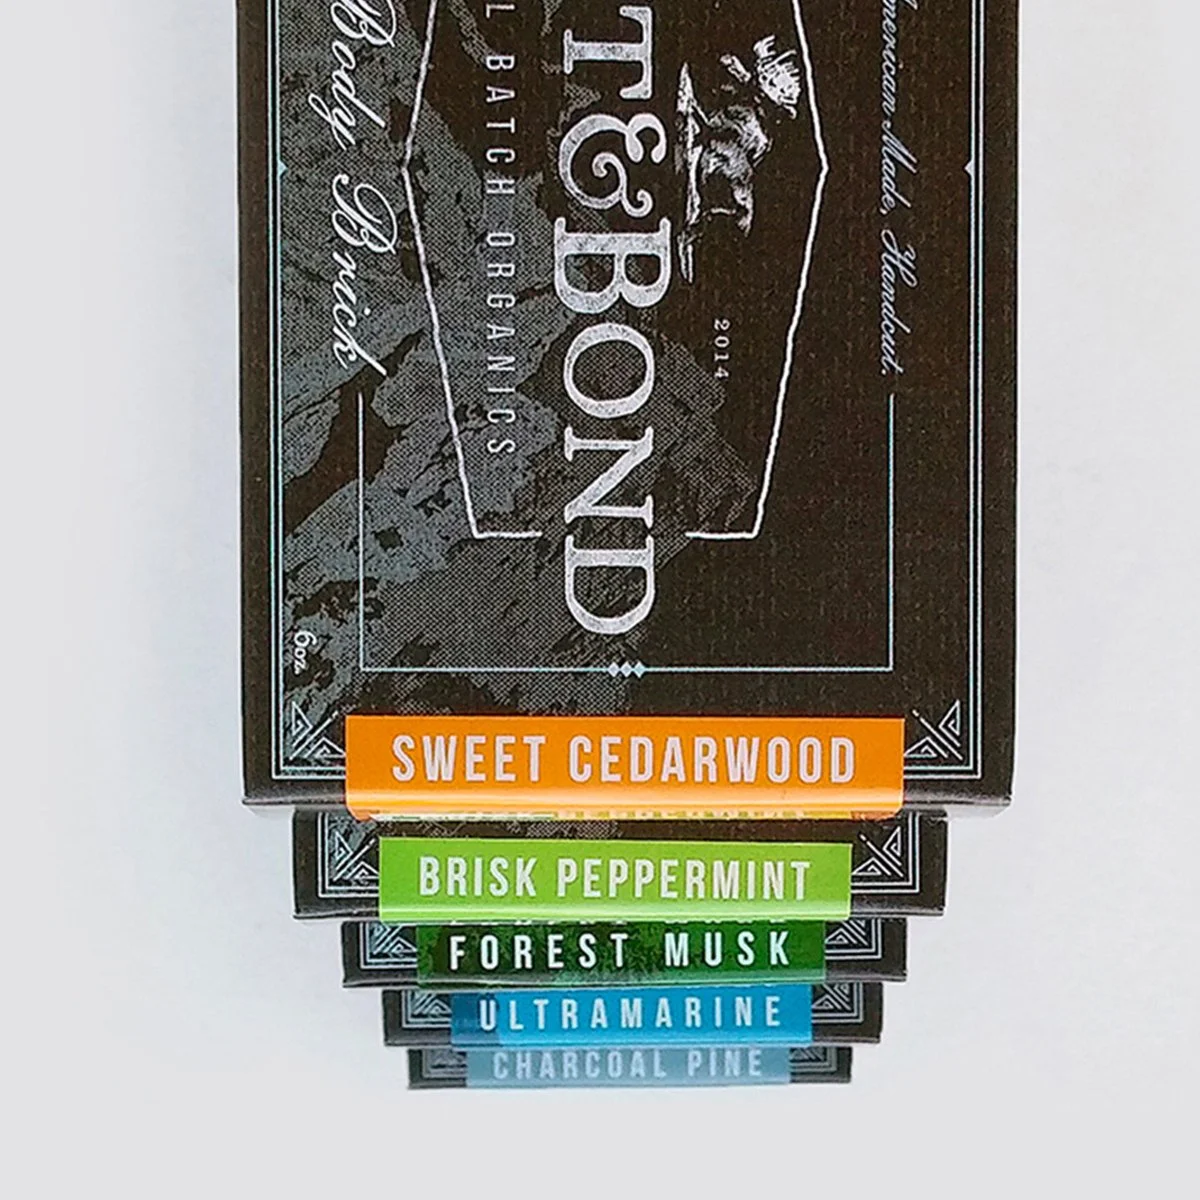 American Made, Handcut.
2014
T&BOND
L BATCH ORGANICS
Body Brick
6oz
SWEET CEDARWOOD
BRISK PEPPERMINT
FOREST MUSK
ULTRAMARINE
CHARCOAL PINE